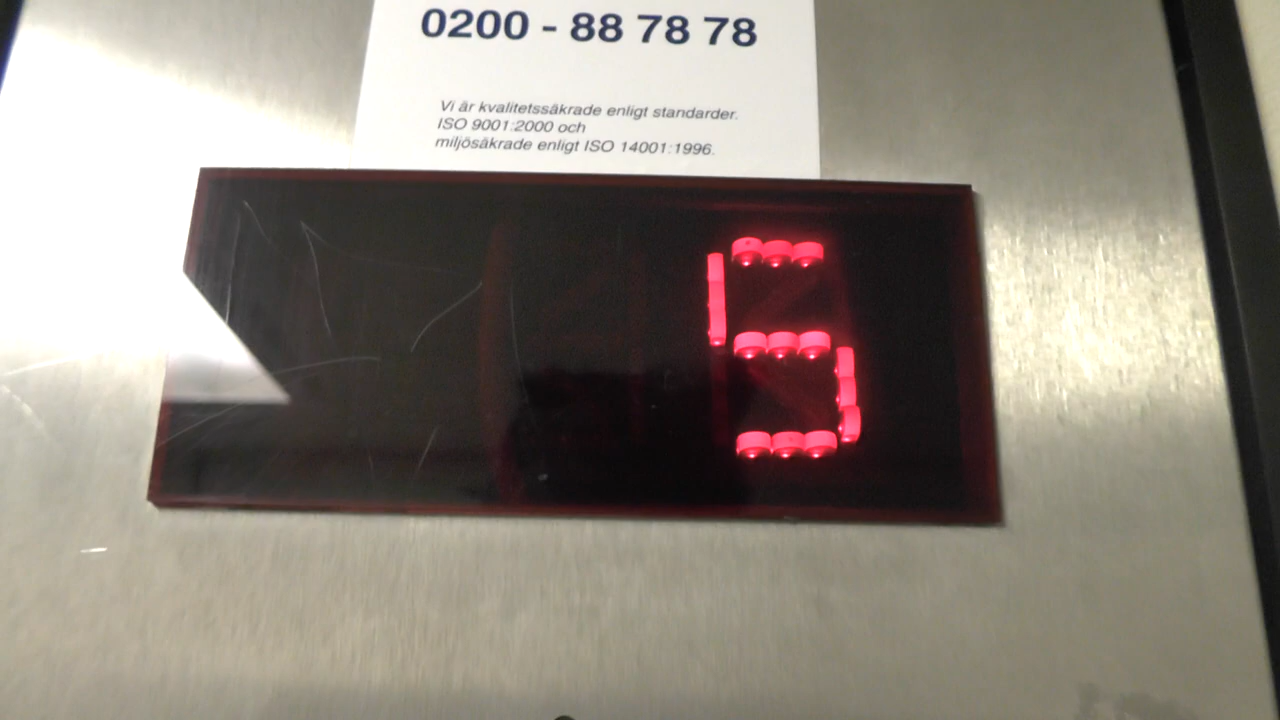 0200 - 88 78 78
Vi är kvalitetssäkrade enligt standarder.
ISO 9001:2000 och
miljösäkrade enligt ISO 14001:1996.
5